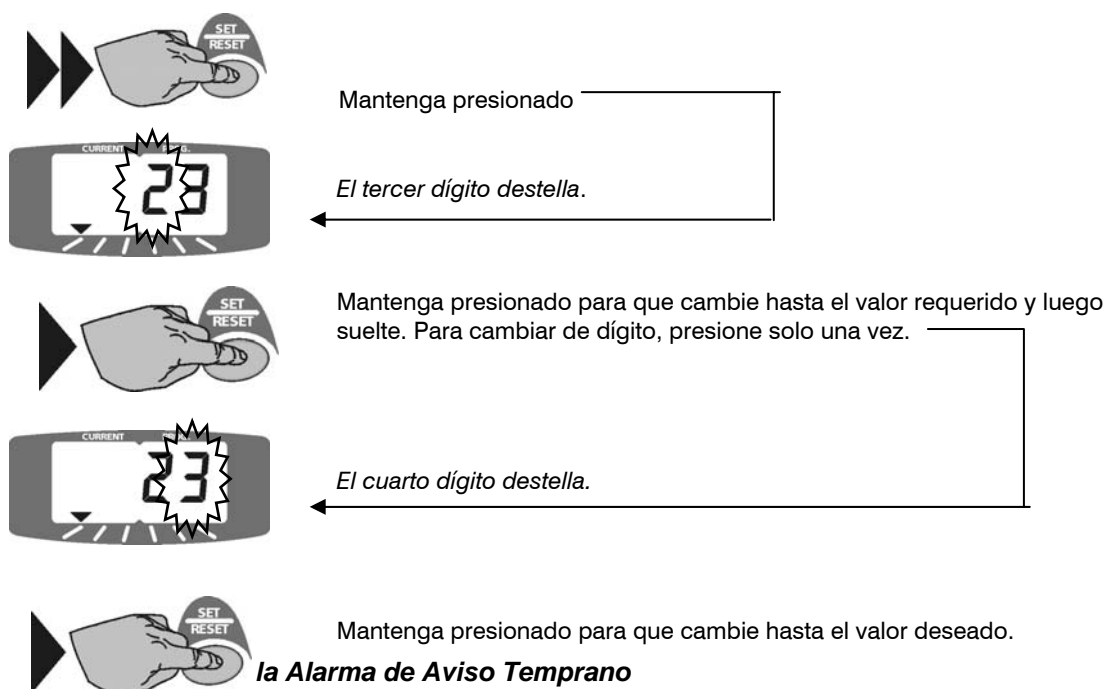 SET
RESET
Mantenga presionado
CURRENT
23
El tercer dígito destella.
SET
RESET
Mantenga presionado para que cambie hasta el valor requerido y luego
suelte. Para cambiar de dígito, presione solo una vez.
CURRENT
23
El cuarto dígito destella.
SET
RESET
Mantenga presionado para que cambie hasta el valor deseado.
la Alarma de Aviso Temprano